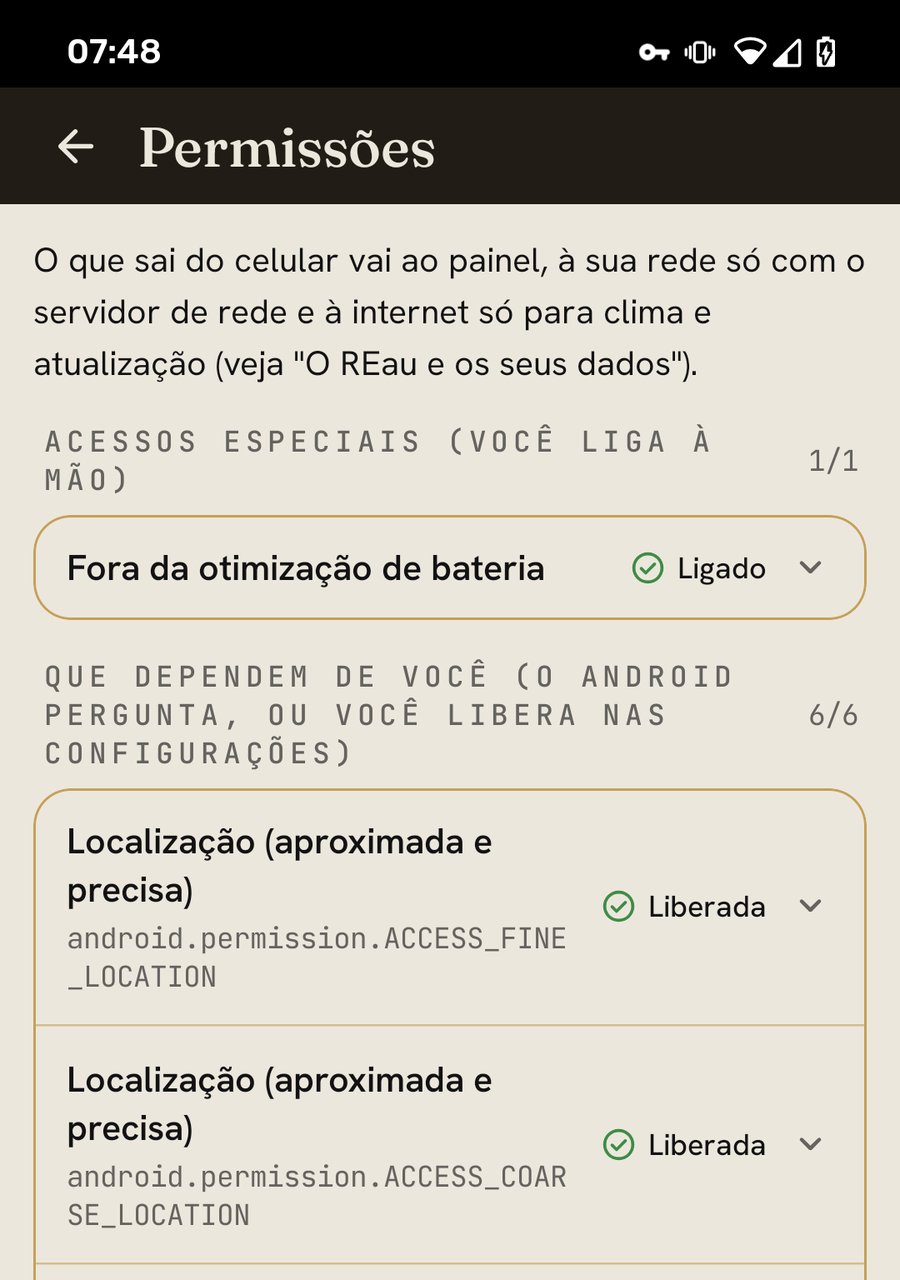 07:48
Permissões
O que sai do celular vai ao painel, à sua rede só com o
servidor de rede e à internet só para clima e
atualização (veja "O REau e os seus dados").
ACESSOS ESPECIAIS (VOCÊ LIGA À
MÃO)
1/1
Fora da otimização de bateria
Ligado
QUE DEPENDEM DE VOCÊ (O ANDROID
PERGUNTA, OU VOCÊ LIBERA NAS
CONFIGURAÇÕES)
6/6
Localização (aproximada e
precisa)
android.permission.ACCESS_FINE
_LOCATION
Liberada
Localização (aproximada e
precisa)
android.permission.ACCESS_COAR
SE_LOCATION
Liberada